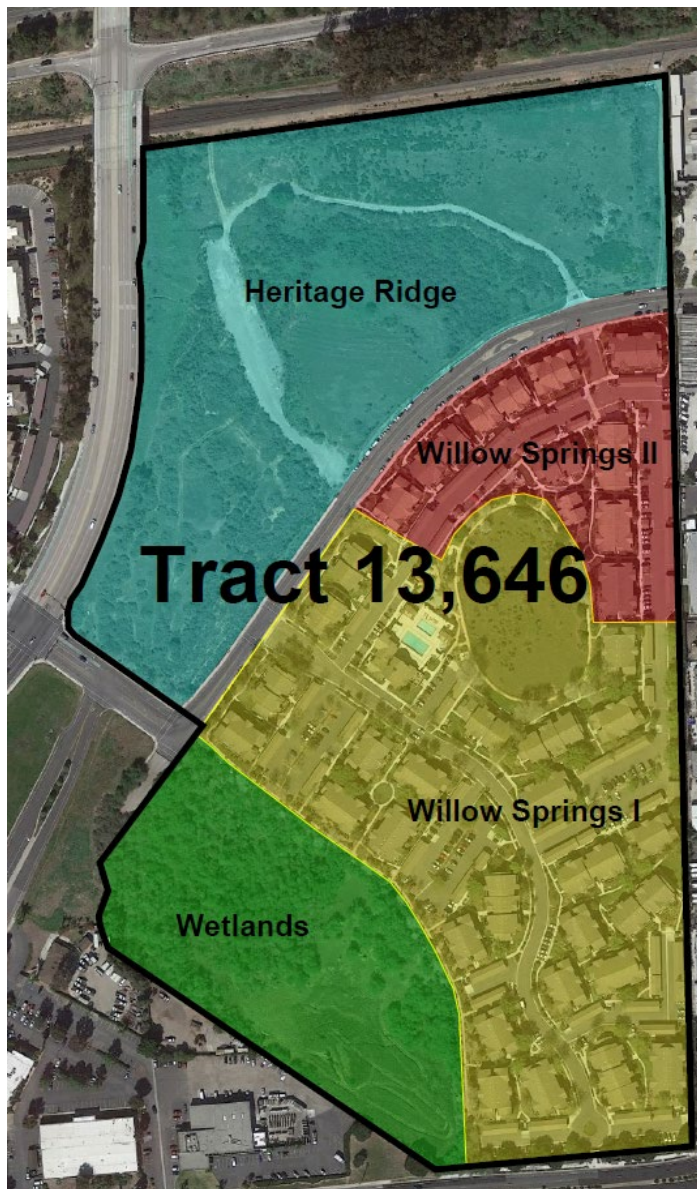 Heritage Ridge
Willow Springs II
Tract 13,646
Willow Springs I
Wetlands